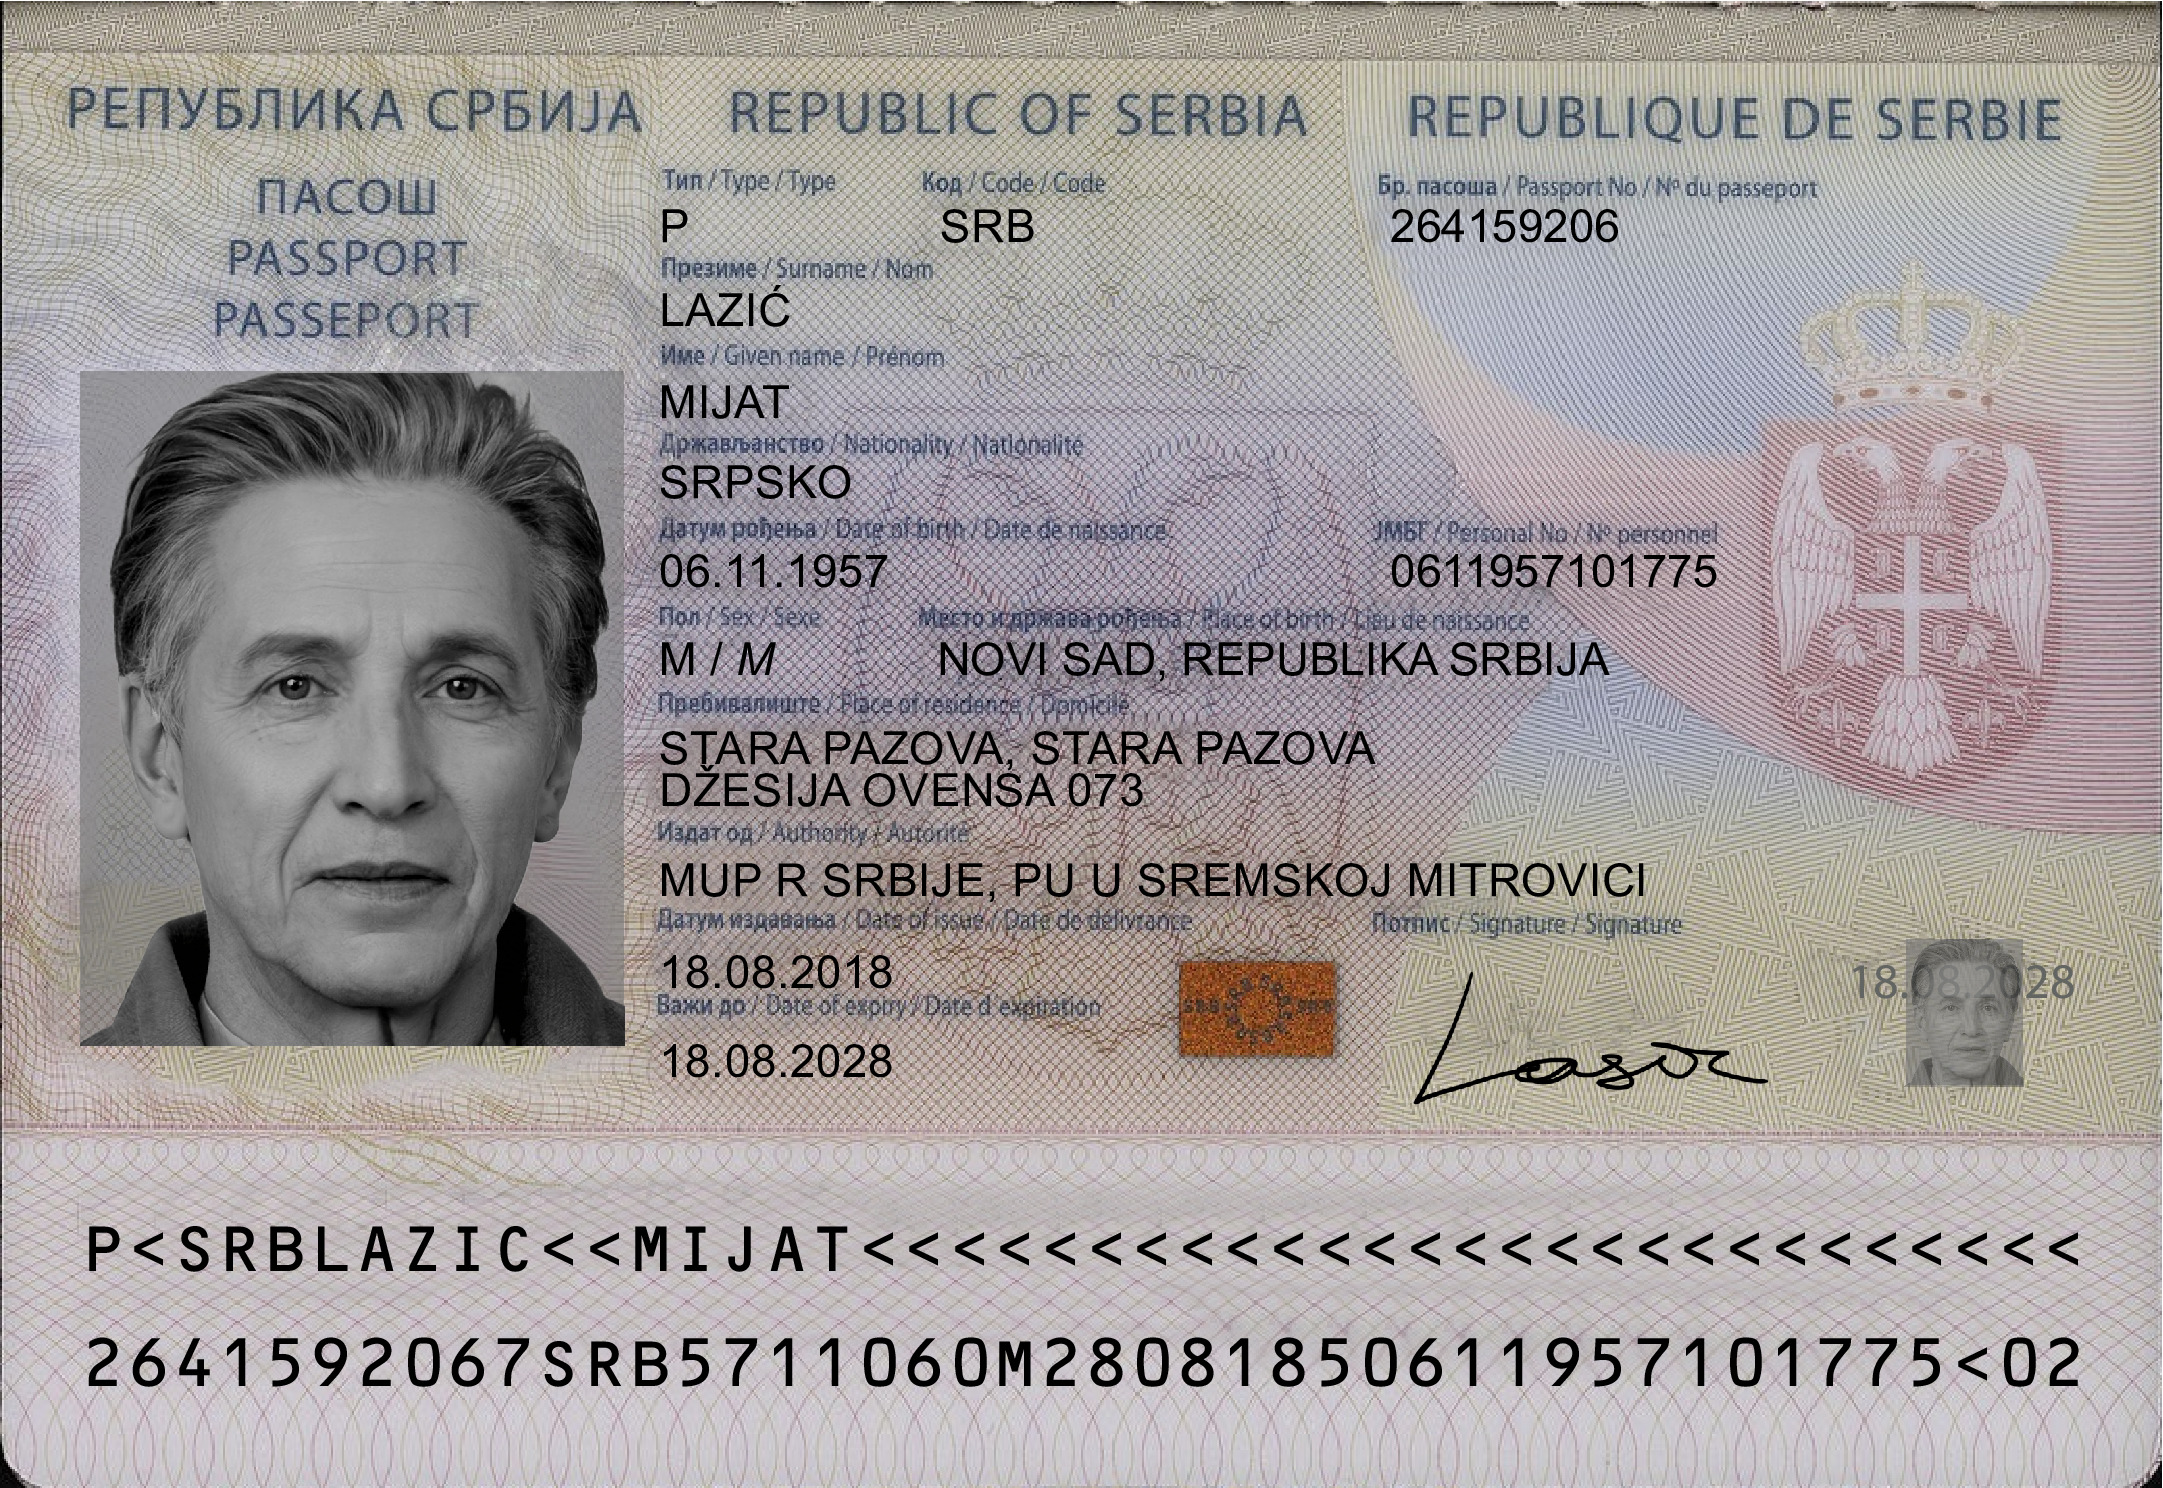 РЕПУБЛИКА СРБИЈА REPUBLIC OF SERBIA REPUBLIQUE DE SERBIE
ПАСОШ
PASSPORT
PASSEPORT
Тип / Type / Type Код / Code / Code Бр. пасоша / Passport No / Nº du passeport
P SRB 264159206
Презиме / Surname / Nom
LAZIĆ
Име / Given name / Prénom
MIJAT
Држављанство / Nationality / Nationalité
SRPSKO
Датум рођења / Date of birth / Date de naissance ЈМБГ / Personal No / Nº personnel
06.11.1957 0611957101775
Пол / Sex / Sexe Место и држава рођења / Place of birth / Lieu de naissance
M / M NOVI SAD, REPUBLIKA SRBIJA
Пребивалиште / Place of residence / Domicile
STARA PAZOVA, STARA PAZOVA
DŽESIJA OVENSA 073
Издат од / Authority / Autorité
MUP R SRBIJE, PU U SREMSKOJ MITROVICI
Датум издавања / Date of issue / Date de délivrance Потпис / Signature / Signature
18.08.2018
18.08.2028
Важи до / Date of expiry / Date d expiration
18.08.2028
P<SRBLAZIC<<MIJAT<<<<<<<<<<<<<<<<<<<<<<<<<<<
2641592067SRB5711060M28081850611957101775<02